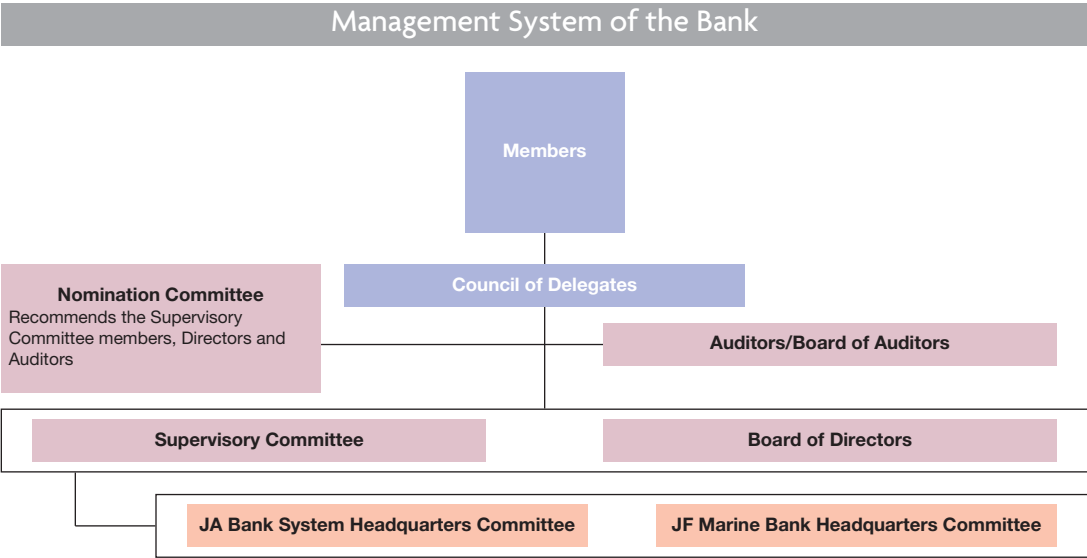 Management System of the Bank
Members
Council of Delegates
Nomination Committee
Recommends the Supervisory
Committee members, Directors and
Auditors
Auditors/Board of Auditors
Supervisory Committee
Board of Directors
JA Bank System Headquarters Committee
JF Marine Bank Headquarters Committee